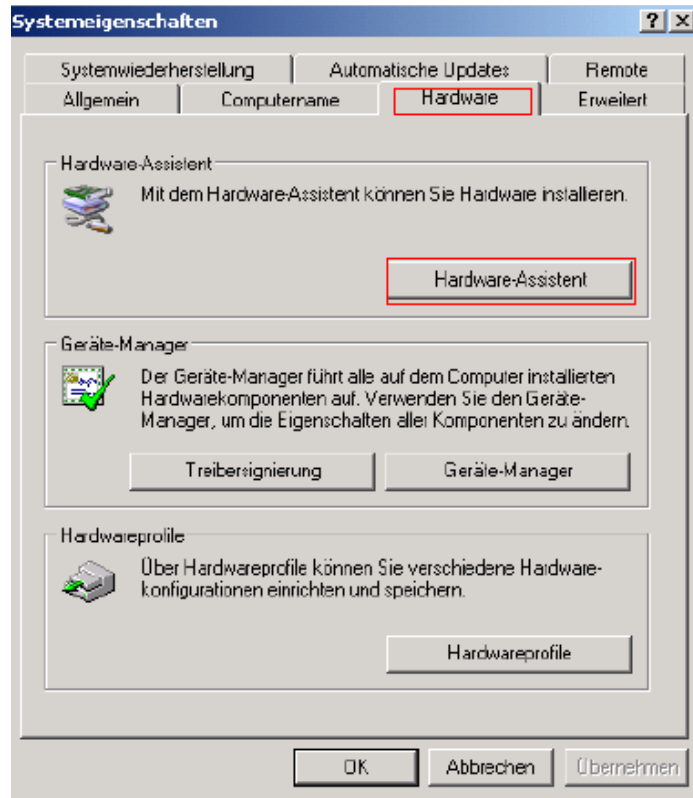 Systemeigenschaften
Systemwiederherstellung Automatische Updates Remote
Allgemein Computername Hardware Erweitert
Hardware-Assistent
Mit dem Hardware-Assistent können Sie Hardware installieren.
Hardware-Assistent
Geräte-Manager
Der Geräte-Manager führt alle auf dem Computer installierten
Hardwarekomponenten auf. Verwenden Sie den Geräte-
Manager, um die Eigenschaften aller Komponenten zu ändern.
Treibersignierung Geräte-Manager
Hardwareprofile
Über Hardwareprofile können Sie verschiedene Hardware-
konfigurationen einrichten und speichern.
Hardwareprofile
OK Abbrechen Übernehmen